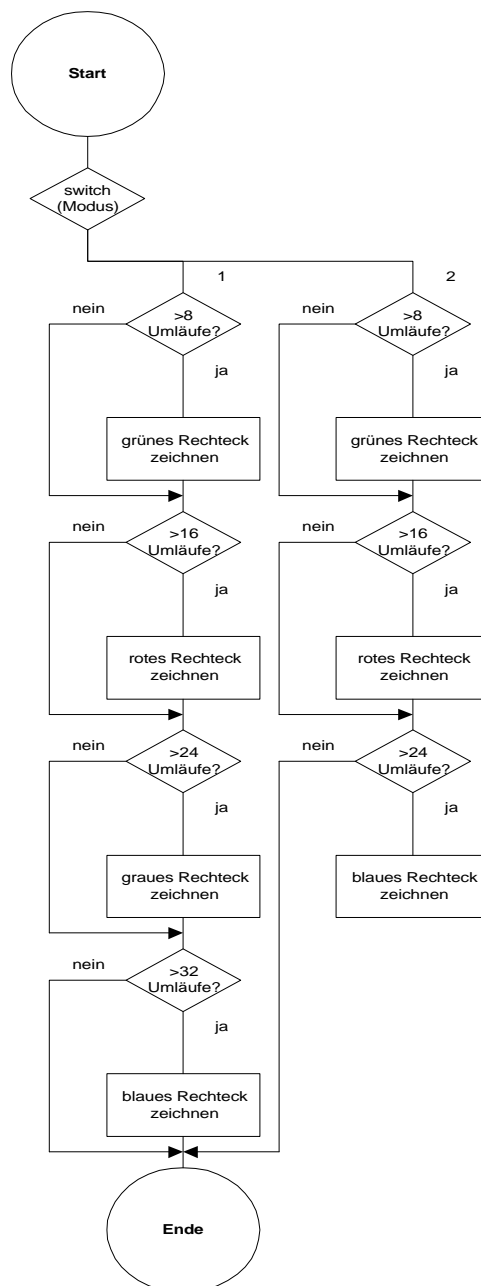 Start
switch
(Modus)
1
nein
>8
Umläufe?
ja
grünes Rechteck
zeichnen
nein
>16
Umläufe?
ja
rotes Rechteck
zeichnen
nein
>24
Umläufe?
ja
graues Rechteck
zeichnen
nein
>32
Umläufe?
ja
blaues Rechteck
zeichnen
2
nein
>8
Umläufe?
ja
grünes Rechteck
zeichnen
nein
>16
Umläufe?
ja
rotes Rechteck
zeichnen
nein
>24
Umläufe?
ja
blaues Rechteck
zeichnen
Ende